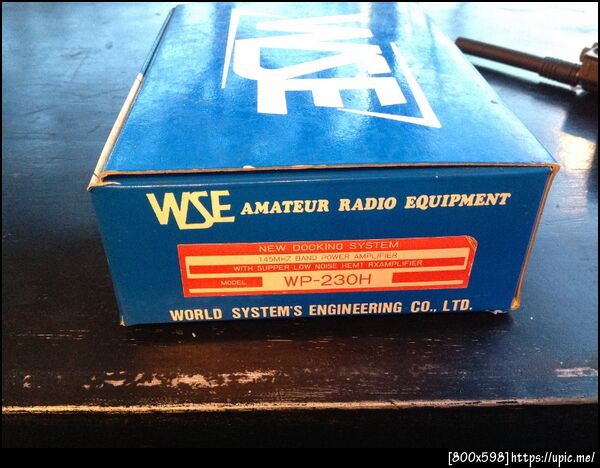 WSE
WSE AMATEUR RADIO EQUIPMENT
NEW DOCKING SYSTEM
145MHZ BAND POWER AMPLIFIER
WITH SUPPER LOW NOISE HEMT RXAMPLIFIER
MODEL WP-230H
WORLD SYSTEM'S ENGINEERING CO., LTD.
[800x598]https://upic.me/